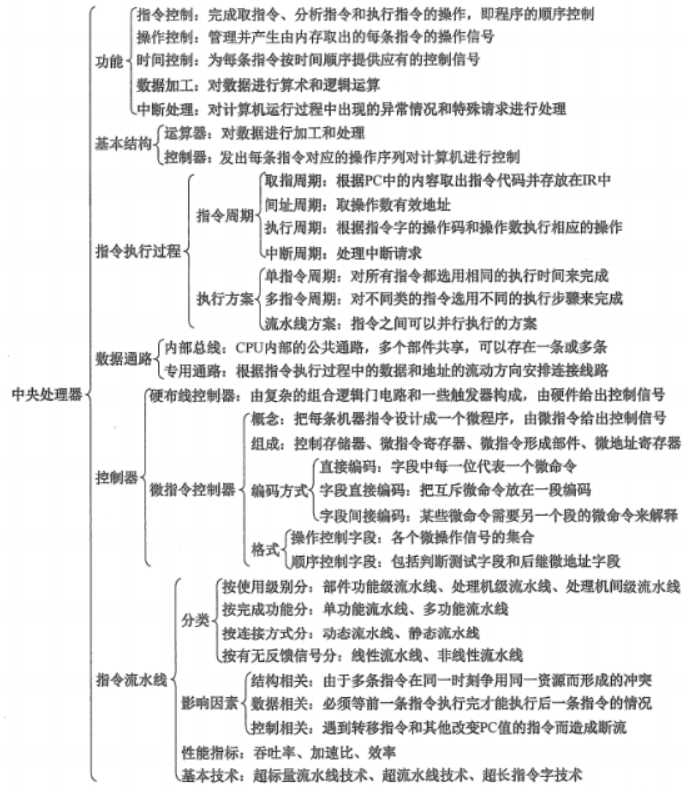 指令控制：完成取指令、分析指令和执行指令的操作，即程序的顺序控制
操作控制：管理并产生由内存取出的每条指令的操作信号
功能
时间控制：为每条指令按时间顺序提供应有的控制信号
数据加工：对数据进行算术和逻辑运算
中断处理：对计算机运行过程中出现的异常情况和特殊请求进行处理
基本结构
运算器：对数据进行加工和处理
控制器：发出每条指令对应的操作序列对计算机进行控制
指令执行过程
指令周期
取指周期：根据PC中的内容取出指令代码并存放在IR中
间址周期：取操作数有效地址
执行周期：根据指令字的操作码和操作数执行相应的操作
中断周期：处理中断请求
执行方案
单指令周期：对所有指令都选用相同的执行时间来完成
多指令周期：对不同类的指令选用不同的执行步骤来完成
流水线方案：指令之间可以并行执行的方案
数据通路
内部总线：CPU内部的公共通路，多个部件共享，可以存在一条或多条
专用通路：根据指令执行过程中的数据和地址的流动方向安排连接线路
中央处理器
控制器
硬布线控制器：由复杂的组合逻辑门电路和一些触发器构成，由硬件给出控制信号
微指令控制器
概念：把每条机器指令设计成一个微程序，由微指令给出控制信号
组成：控制存储器、微指令寄存器、微指令形成部件、微地址寄存器
编码方式
直接编码：字段中每一位代表一个微命令
字段直接编码：把互斥微命令放在一段编码
字段间接编码：某些微命令需要另一个段的微命令来解释
格式
操作控制字段：各个微操作信号的集合
顺序控制字段：包括判断测试字段和后继微地址字段
指令流水线
分类
按使用级别分：部件功能级流水线、处理机级流水线、处理机间级流水线
按完成功能分：单功能流水线、多功能流水线
按连接方式分：动态流水线、静态流水线
按有无反馈信号分：线性流水线、非线性流水线
影响因素
结构相关：由于多条指令在同一时刻争用同一资源而形成的冲突
数据相关：必须等前一条指令执行完才能执行后一条指令的情况
控制相关：遇到转移指令和其他改变PC值的指令而造成断流
性能指标：吞吐率、加速比、效率
基本技术：超标量流水线技术、超流水线技术、超长指令字技术